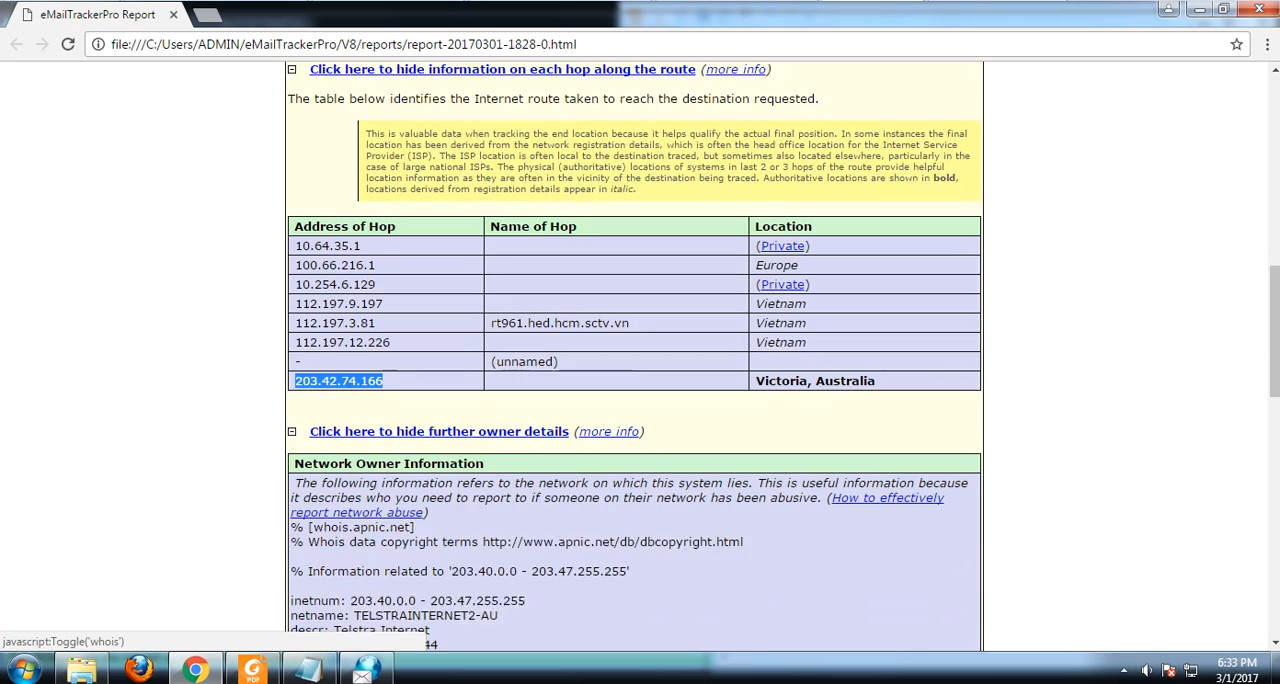 eMailTrackerPro Report
file:///C:/Users/ADMIN/eMailTrackerPro/V8/reports/report-20170301-1828-0.html
Click here to hide information on each hop along the route (more info)
The table below identifies the Internet route taken to reach the destination requested.
This is valuable data when tracking the end location because it helps qualify the actual final position. In some instances the final
location has been derived from the network registration details, which is often the head office location for the Internet Service
Provider (ISP). The ISP location is often local to the destination traced, but sometimes also located elsewhere, particularly in the
case of large national ISPs. The physical (authoritative) locations of systems in last 2 or 3 hops of the route provide helpful
location information as they are often in the vicinity of the destination being traced. Authoritative locations are shown in bold,
locations derived from registration details appear in italic.
Address of Hop Name of Hop Location
10.64.35.1 (Private)
100.66.216.1 Europe
10.254.6.129 (Private)
112.197.9.197 Vietnam
112.197.3.81 rt961.hed.hcm.sctv.vn Vietnam
112.197.12.226 Vietnam
- (unnamed)
203.42.74.166 Victoria, Australia
Click here to hide further owner details (more info)
Network Owner Information
The following information refers to the network on which this system lies. This is useful information because
it describes who you need to report to if someone on their network has been abusive. (How to effectively
report network abuse)
% [whois.apnic.net]
% Whois data copyright terms http://www.apnic.net/db/dbcopyright.html
% Information related to '203.40.0.0 - 203.47.255.255'
inetnum: 203.40.0.0 - 203.47.255.255
netname: TELSTRAINTERNET2-AU
descr: Telstra Internet
44
javascript:Toggle('whois')
PDF
6:33 PM
3/1/2017